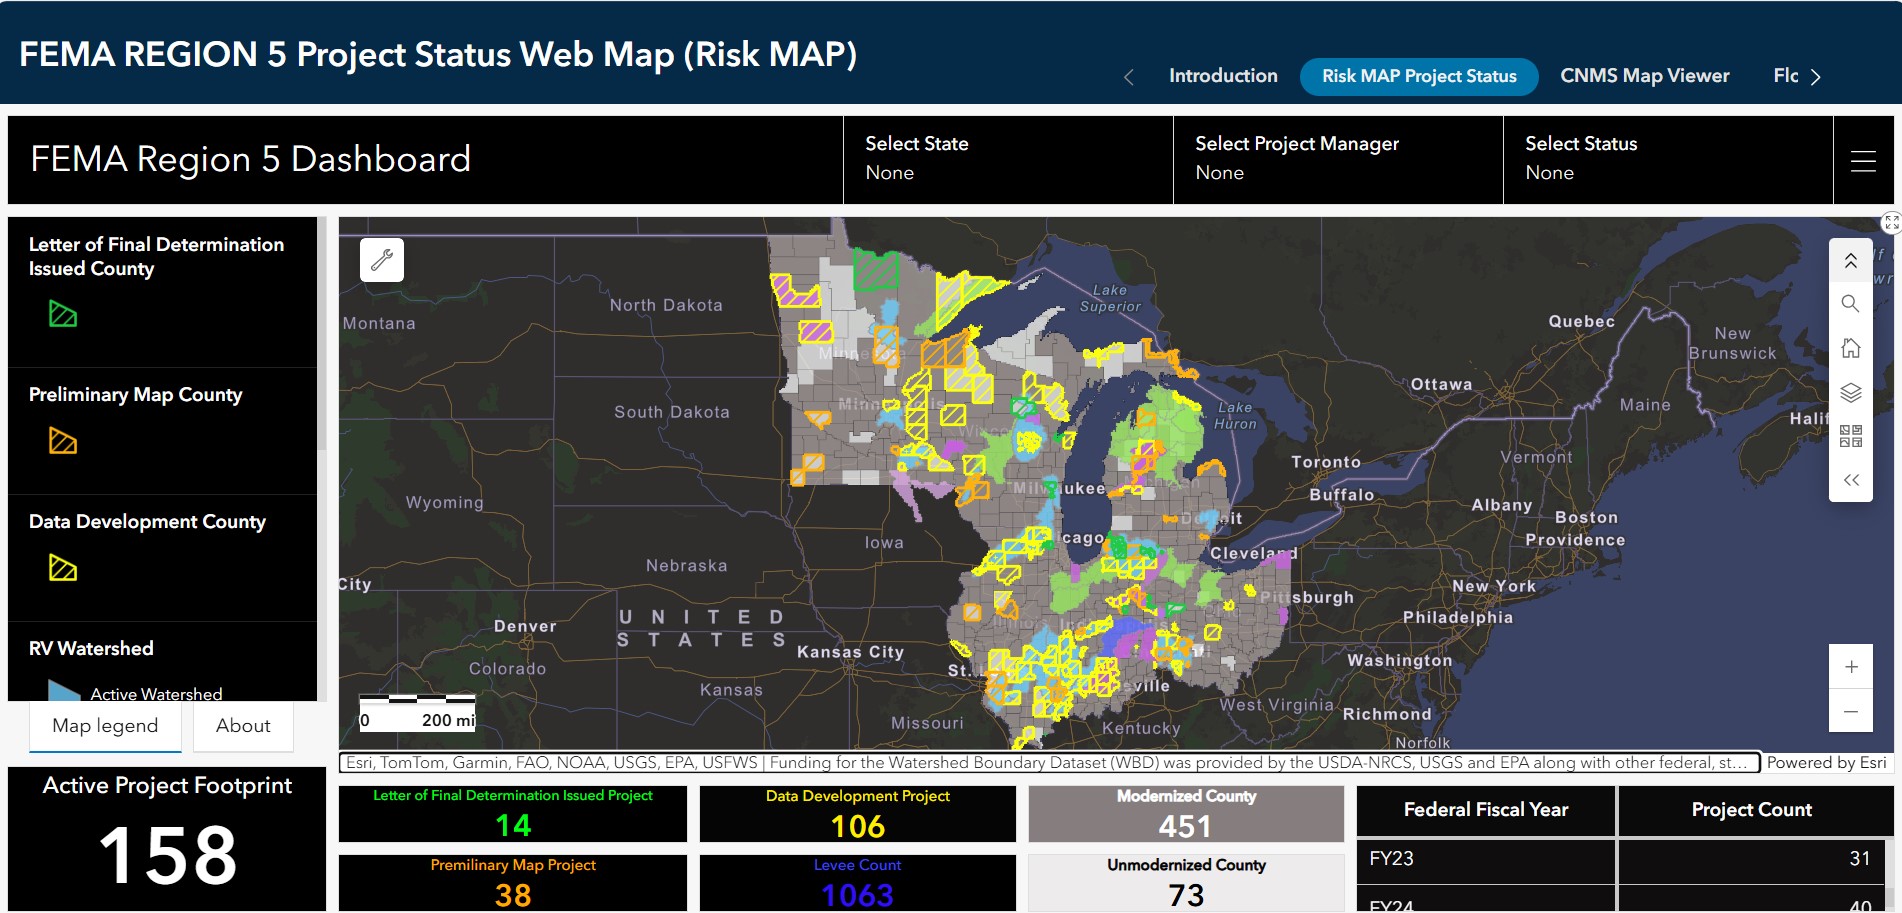 FEMA REGION 5 Project Status Web Map (Risk MAP)
Introduction
Risk MAP Project Status
CNMS Map Viewer
Flc
FEMA Region 5 Dashboard
Select State
None
Select Project Manager
None
Select Status
None
Letter of Final Determination
Issued County
Preliminary Map County
Data Development County
RV Watershed
Active Watershed
Map legend
About
Lake
Superior
North Dakota
Montana
Quebec
New
Brunswick
Minnesota
Ottawa
Maine
South Dakota
Minneapolis
Lake
Huron
Halif
Toronto
Vermont
Milwaukee
Buffalo
Wyoming
Albany
Boston
Detroit
Providence
Iowa
icago
Cleveland
Nebraska
City
New York
Pittsburgh
UNITED
STATES
Philadelphia
Denver
Kansas City
Washington
Colorado
St.
Kansas
eville
West Virginia
Richmond
Missouri
Kentucky
Norfolk
0 200 mi
Esri, TomTom, Garmin, FAO, NOAA, USGS, EPA, USFWS | Funding for the Watershed Boundary Dataset (WBD) was provided by the USDA-NRCS, USGS and EPA along with other federal, st...
Powered by Esri
Active Project Footprint
158
Letter of Final Determination Issued Project
14
Data Development Project
106
Modernized County
451
Premilinary Map Project
38
Levee Count
1063
Unmodernized County
73
Federal Fiscal Year
Project Count
FY23
31
FY24
40